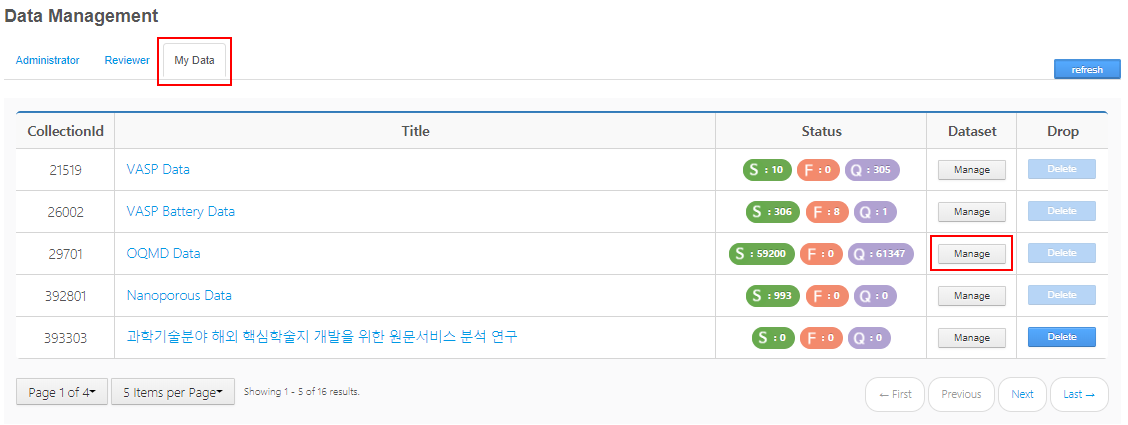 Data Management
Administrator Reviewer My Data
refresh
CollectionId Title Status Dataset Drop
21519 VASP Data S : 10 F : 0 Q : 305 Manage Delete
26002 VASP Battery Data S : 306 F : 8 Q : 1 Manage Delete
29701 OQMD Data S : 59200 F : 0 Q : 61347 Manage Delete
392801 Nanoporous Data S : 993 F : 0 Q : 0 Manage Delete
393303 과학기술분야 해외 핵심학술지 개발을 위한 원문서비스 분석 연구 S : 0 F : 0 Q : 0 Manage Delete
Page 1 of 4 5 Items per Page Showing 1 - 5 of 16 results. ← First Previous Next Last →